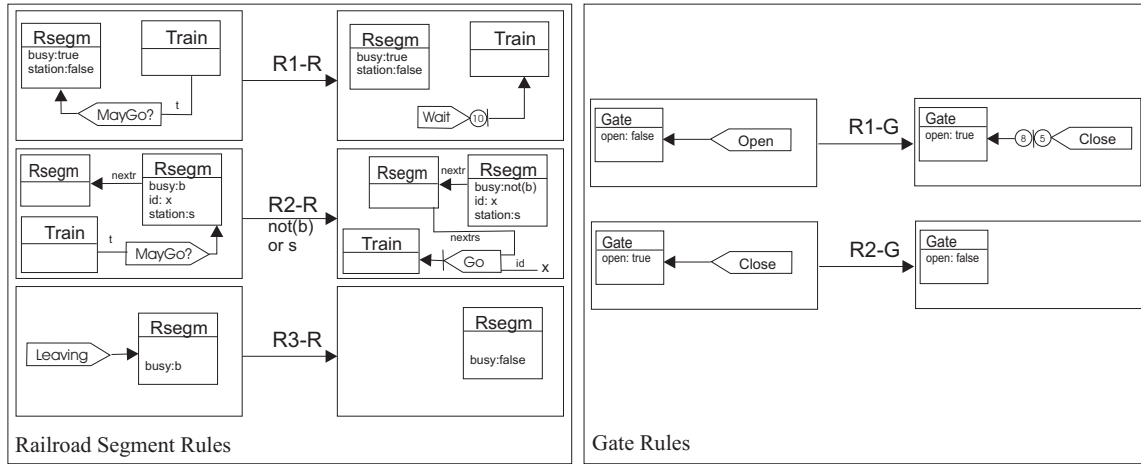 Rsegm
busy:true
station:false
Train
MayGo?
t
R1-R
Rsegm
busy:true
station:false
Train
Wait
10
Rsegm
nextr
Rsegm
busy:b
id: x
station:s
Train
t
MayGo?
R2-R
not(b)
or s
Rsegm
nextr
Rsegm
busy:not(b)
id: x
station:s
nextrs
Train
Go
id
x
Leaving
Rsegm
busy:b
R3-R
Rsegm
busy:false
Railroad Segment Rules
Gate
open: false
Open
R1-G
Gate
open: true
8
5
Close
Gate
open: true
Close
R2-G
Gate
open: false
Gate Rules